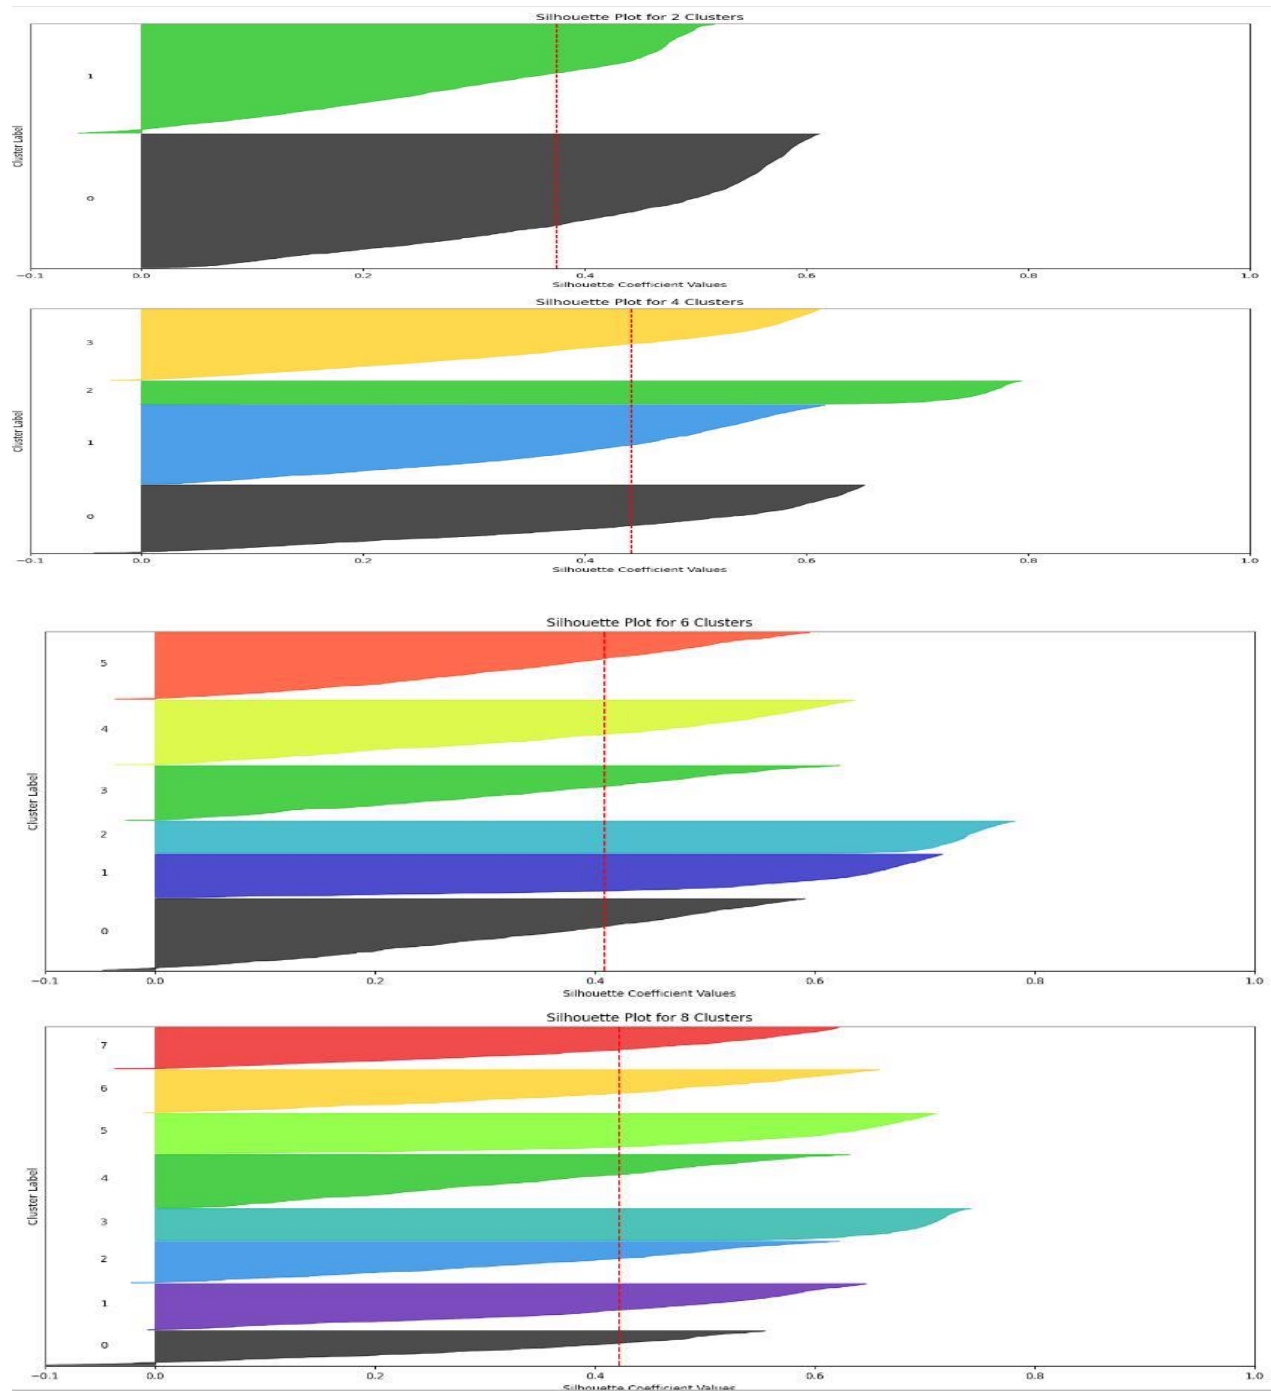 Silhouette Plot for 2 Clusters
1
Cluster Label
0
−0.1 0.0 0.2 0.4 0.6 0.8 1.0
Silhouette Coefficient Values
Silhouette Plot for 4 Clusters
3
2
Cluster Label
1
0
−0.1 0.0 0.2 0.4 0.6 0.8 1.0
Silhouette Coefficient Values
Silhouette Plot for 6 Clusters
5
4
3
Cluster Label
2
1
0
−0.1 0.0 0.2 0.4 0.6 0.8 1.0
Silhouette Coefficient Values
Silhouette Plot for 8 Clusters
7
6
5
4
Cluster Label
3
2
1
0
−0.1 0.0 0.2 0.4 0.6 0.8 1.0
Silhouette Coefficient Values